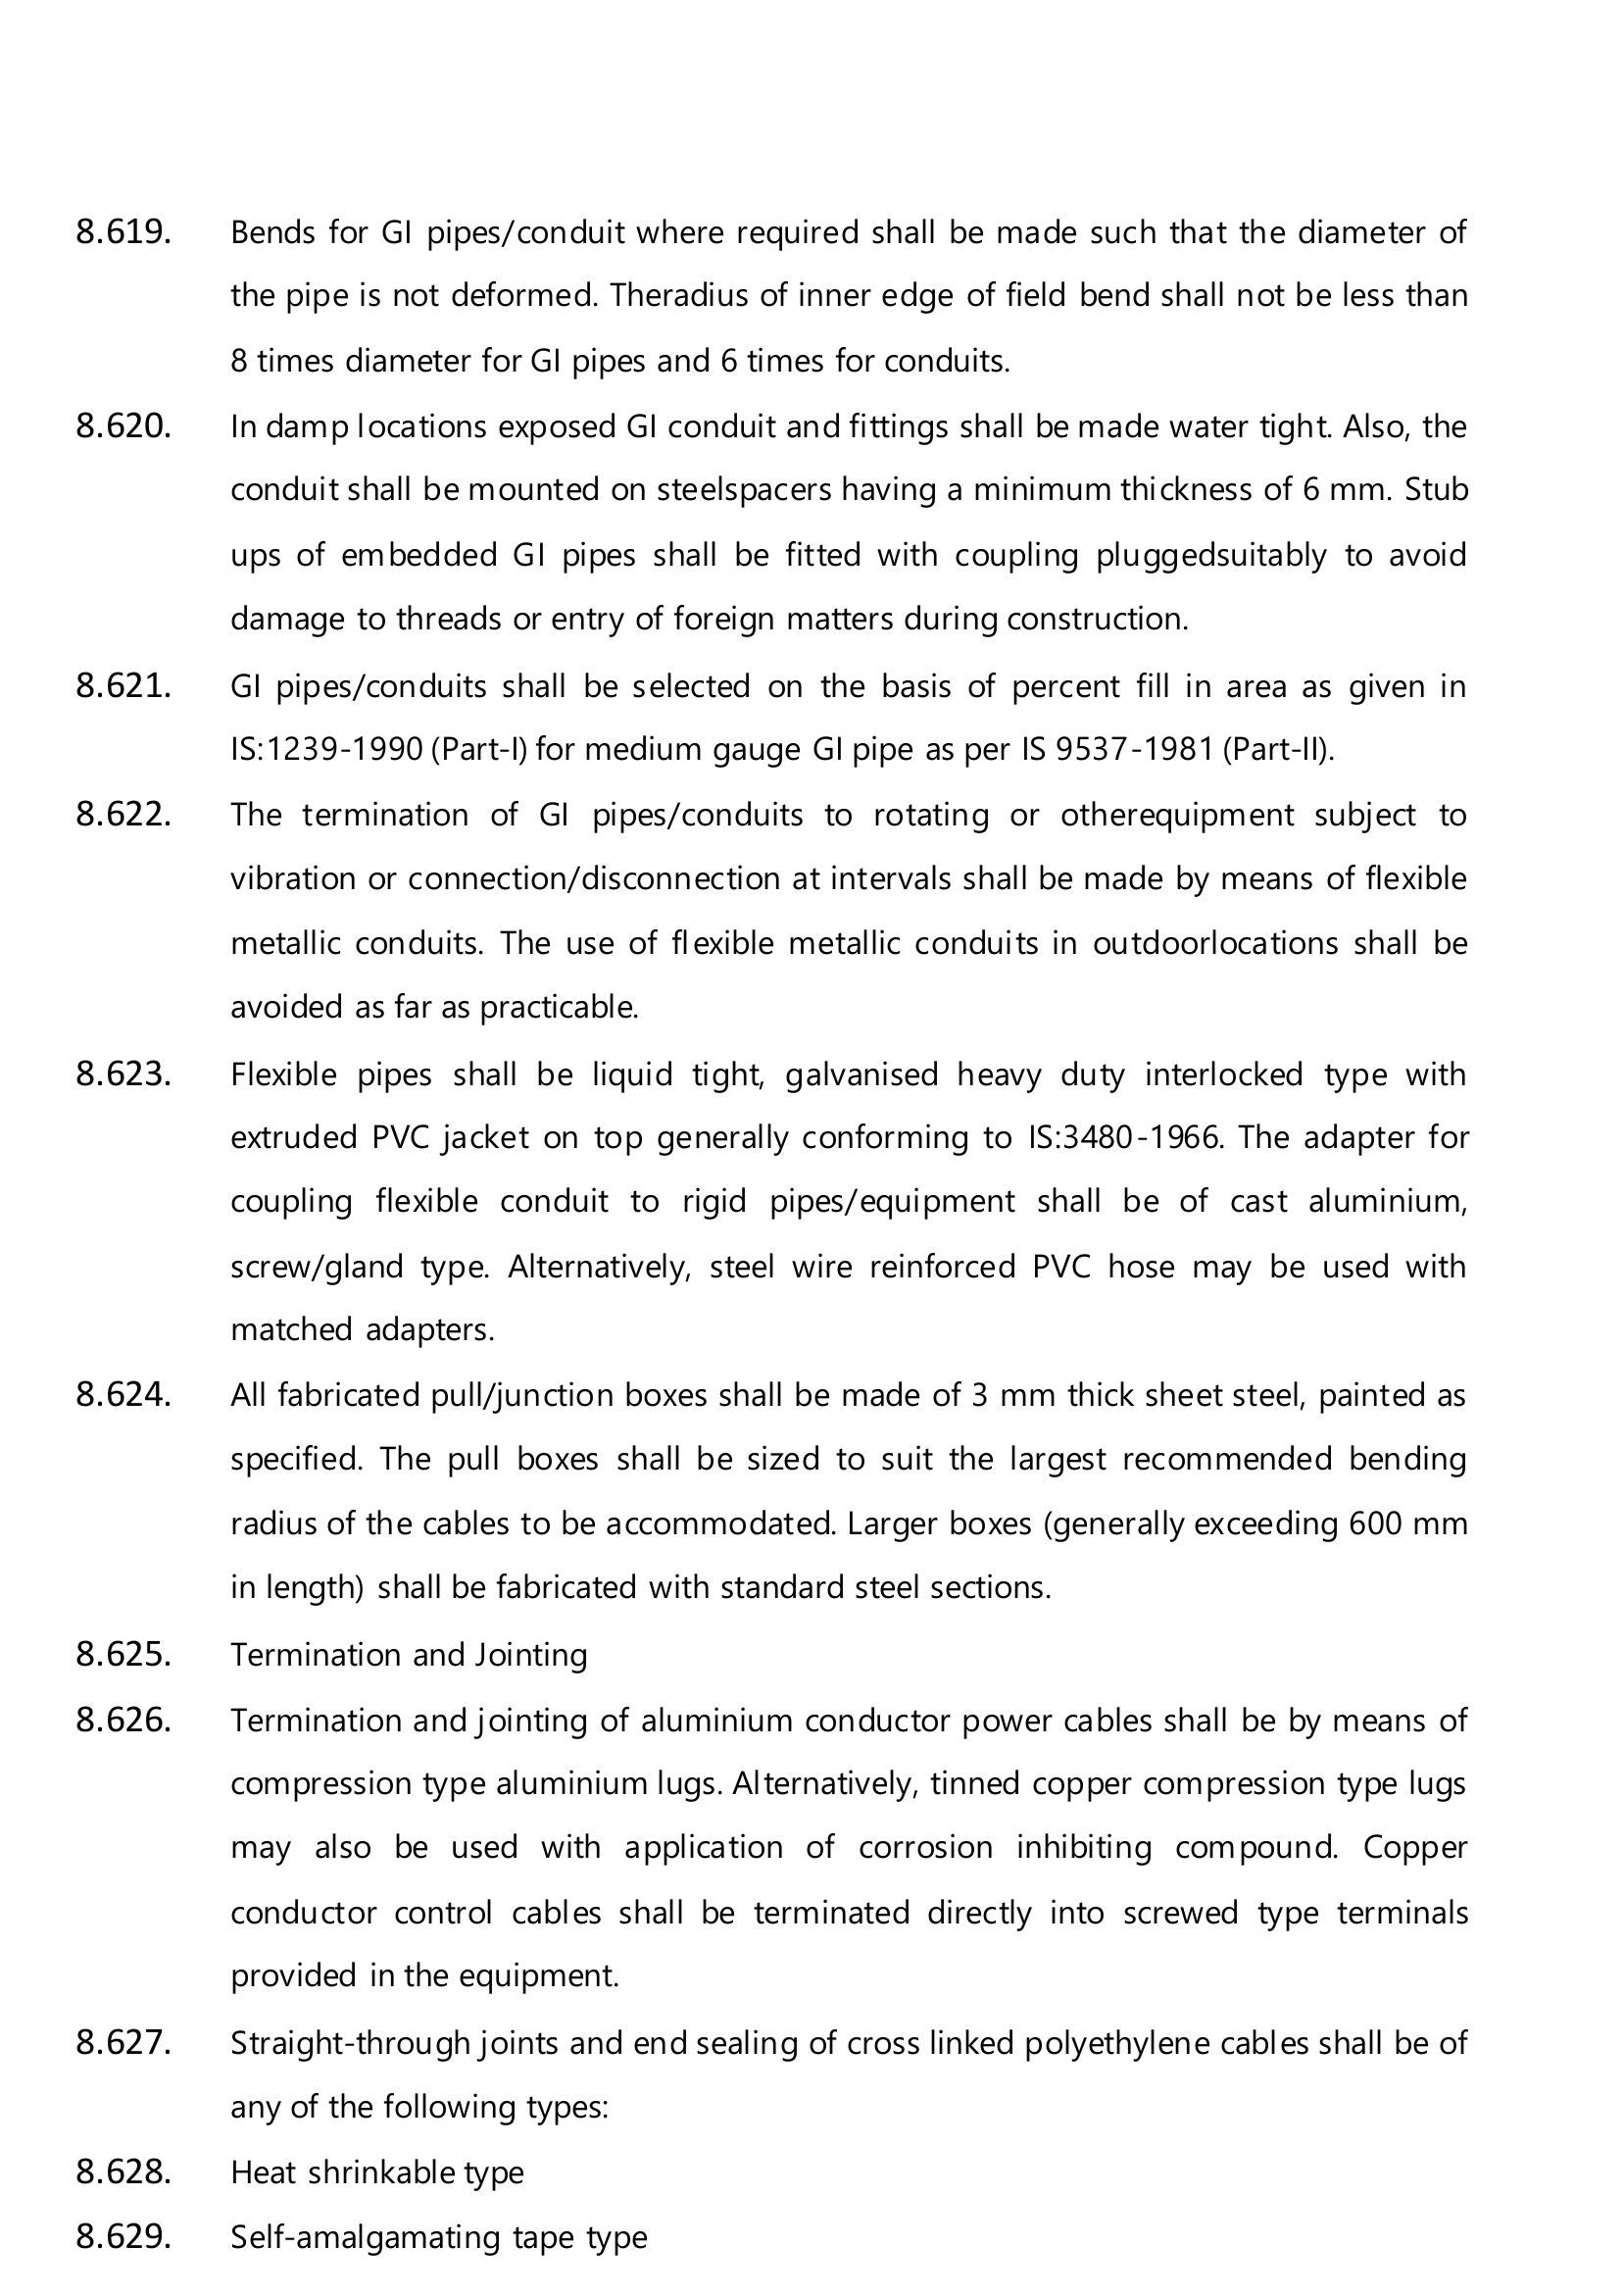 8.619. Bends for GI pipes/conduit where required shall be made such that the diameter of
the pipe is not deformed. Theradius of inner edge of field bend shall not be less than
8 times diameter for GI pipes and 6 times for conduits.
8.620. In damp locations exposed GI conduit and fittings shall be made water tight. Also, the
conduit shall be mounted on steelspacers having a minimum thickness of 6 mm. Stub
ups of embedded GI pipes shall be fitted with coupling pluggedsuitably to avoid
damage to threads or entry of foreign matters during construction.
8.621. GI pipes/conduits shall be selected on the basis of percent fill in area as given in
IS:1239-1990 (Part-I) for medium gauge GI pipe as per IS 9537-1981 (Part-II).
8.622. The termination of GI pipes/conduits to rotating or otherequipment subject to
vibration or connection/disconnection at intervals shall be made by means of flexible
metallic conduits. The use of flexible metallic conduits in outdoorlocations shall be
avoided as far as practicable.
8.623. Flexible pipes shall be liquid tight, galvanised heavy duty interlocked type with
extruded PVC jacket on top generally conforming to IS:3480-1966. The adapter for
coupling flexible conduit to rigid pipes/equipment shall be of cast aluminium,
screw/gland type. Alternatively, steel wire reinforced PVC hose may be used with
matched adapters.
8.624. All fabricated pull/junction boxes shall be made of 3 mm thick sheet steel, painted as
specified. The pull boxes shall be sized to suit the largest recommended bending
radius of the cables to be accommodated. Larger boxes (generally exceeding 600 mm
in length) shall be fabricated with standard steel sections.
8.625. Termination and Jointing
8.626. Termination and jointing of aluminium conductor power cables shall be by means of
compression type aluminium lugs. Alternatively, tinned copper compression type lugs
may also be used with application of corrosion inhibiting compound. Copper
conductor control cables shall be terminated directly into screwed type terminals
provided in the equipment.
8.627. Straight-through joints and end sealing of cross linked polyethylene cables shall be of
any of the following types:
8.628. Heat shrinkable type
8.629. Self-amalgamating tape type